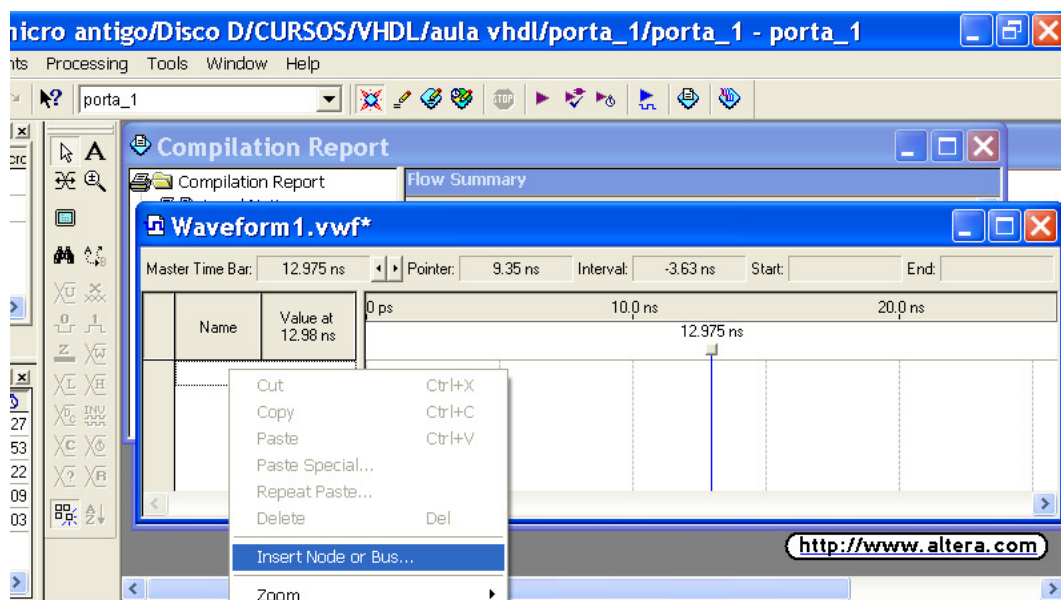 nicro antigo/Disco D/CURSOS/VHDL/aula vhdl/porta_1/porta_1 - porta_1
nts Processing Tools Window Help
porta_1
STOP
Compilation Report
Compilation Report
Flow Summary
Waveform1.vwf*
Master Time Bar: 12.975 ns Pointer: 9.35 ns Interval: -3.63 ns Start: End:
Name
Value at
12.98 ns
0 ps 10.0 ns 20.0 ns
12.975 ns
Cut Ctrl+X
Copy Ctrl+C
Paste Ctrl+V
Paste Special...
Repeat Paste...
Delete Del
Insert Node or Bus...
Zoom
27
53
22
09
03
http://www.altera.com